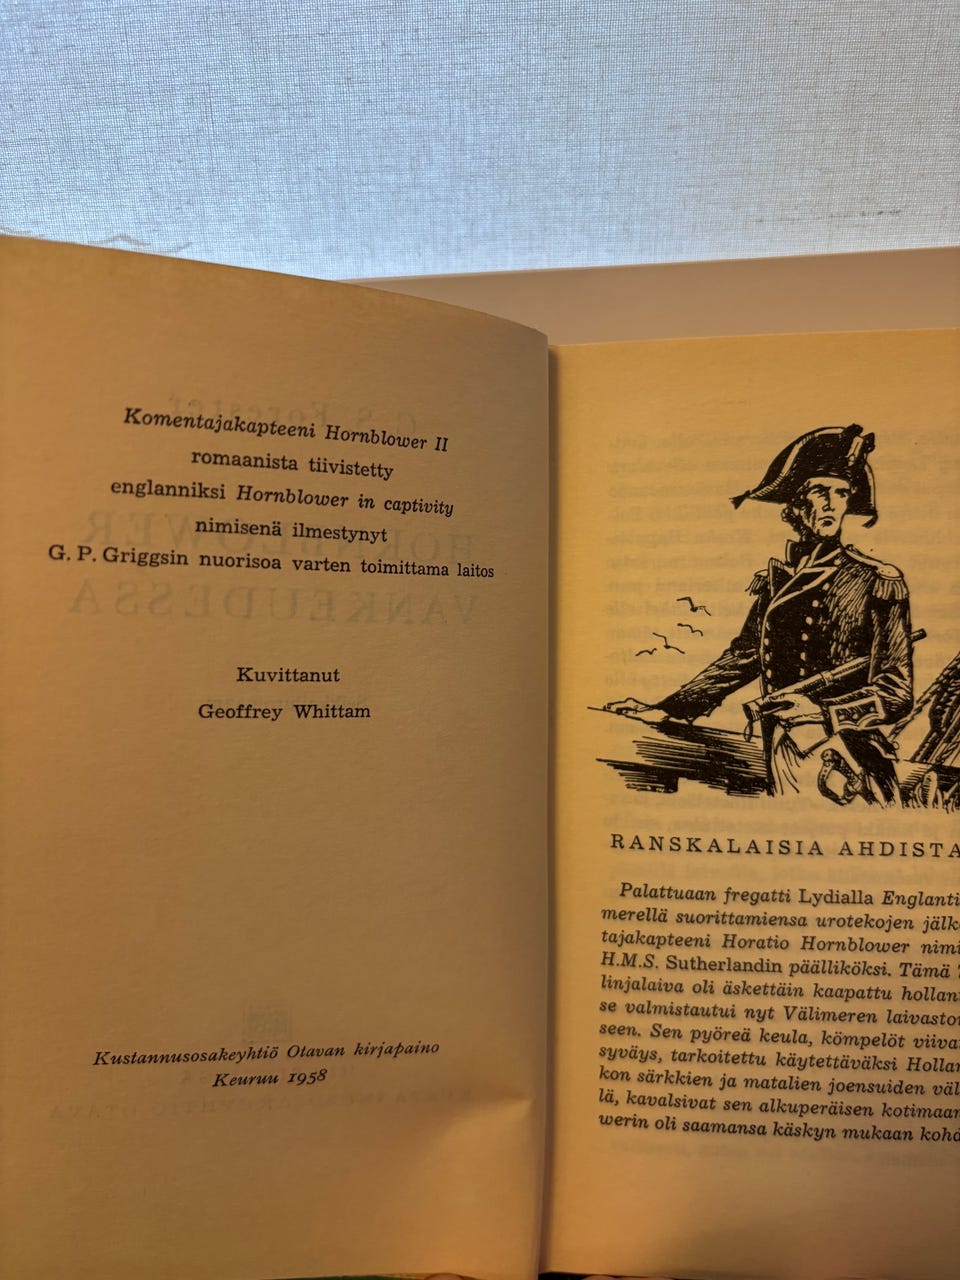 Komentajakapteeni Hornblower II
romaanista tiivistetty
englanniksi Hornblower in captivity
nimisenä ilmestynyt
G. P. Griggsin nuorisoa varten toimittama laitos
Kuvittanut
Geoffrey Whittam
Kustannusosakeyhtiö Otavan kirjapaino
Keuruu 1958
RANSKALAISIA AHDISTA
Palattuaan fregatti Lydialla Englanti
merellä suorittamiensa urotekojen jälk
tajakapteeni Horatio Hornblower nimi
H.M.S. Sutherlandin päälliköksi. Tämä
linjalaiva oli äskettäin kaapattu hollan
se valmistautui nyt Välimeren laivasto
seen. Sen pyöreä keula, kömpelöt viiva
syväys, tarkoitettu käytettäväksi Hollan
kon särkkien ja matalien joensuiden väl
lä, kavalsivat sen alkuperäisen kotimaan
werin oli saamansa käskyn mukaan kohd